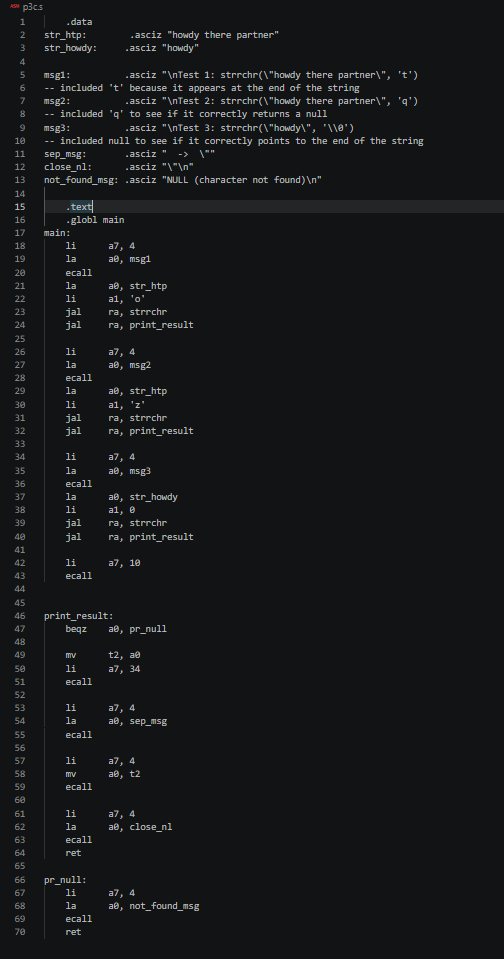 ASM p3c.s
1 .data
2 str_htp: .asciz "howdy there partner"
3 str_howdy: .asciz "howdy"
4
5 msg1: .asciz "\nTest 1: strrchr(\"howdy there partner\", 't')
6 -- included 't' because it appears at the end of the string
7 msg2: .asciz "\nTest 2: strrchr(\"howdy there partner\", 'q')
8 -- included 'q' to see if it correctly returns a null
9 msg3: .asciz "\nTest 3: strrchr(\"howdy\", '\\0')
10 -- included null to see if it correctly points to the end of the string
11 sep_msg: .asciz "  ->  \""
12 close_nl: .asciz "\"\n"
13 not_found_msg: .asciz "NULL (character not found)\n"
14
15 .text
16 .globl main
17 main:
18 li a7, 4
19 la a0, msg1
20 ecall
21 la a0, str_htp
22 li a1, 'o'
23 jal ra, strrchr
24 jal ra, print_result
25
26 li a7, 4
27 la a0, msg2
28 ecall
29 la a0, str_htp
30 li a1, 'z'
31 jal ra, strrchr
32 jal ra, print_result
33
34 li a7, 4
35 la a0, msg3
36 ecall
37 la a0, str_howdy
38 li a1, 0
39 jal ra, strrchr
40 jal ra, print_result
41
42 li a7, 10
43 ecall
44
45
46 print_result:
47 beqz a0, pr_null
48
49 mv t2, a0
50 li a7, 34
51 ecall
52
53 li a7, 4
54 la a0, sep_msg
55 ecall
56
57 li a7, 4
58 mv a0, t2
59 ecall
60
61 li a7, 4
62 la a0, close_nl
63 ecall
64 ret
65
66 pr_null:
67 li a7, 4
68 la a0, not_found_msg
69 ecall
70 ret